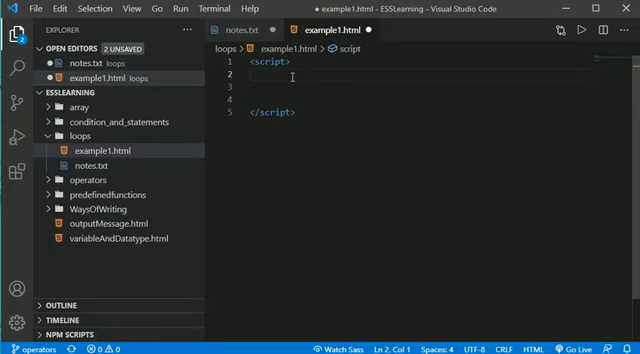 File Edit Selection View Go Run Terminal Help ● example1.html - ES5Learning - Visual Studio Code
EXPLORER
OPEN EDITORS 2 UNSAVED
notes.txt loops
example1.html loops
ES5LEARNING
array
condition_and_statements
loops
example1.html
notes.txt
operators
predefinedfunctions
WaysOfWriting
outputMessage.html
variableAndDatatype.html
OUTLINE
TIMELINE
NPM SCRIPTS
2
notes.txt ● example1.html ●
loops > example1.html > script
1 <script>
2
3
4
5 </script>
operators 0 0 Watch Sass Ln 2, Col 1 Spaces: 4 UTF-8 CRLF HTML Go Live